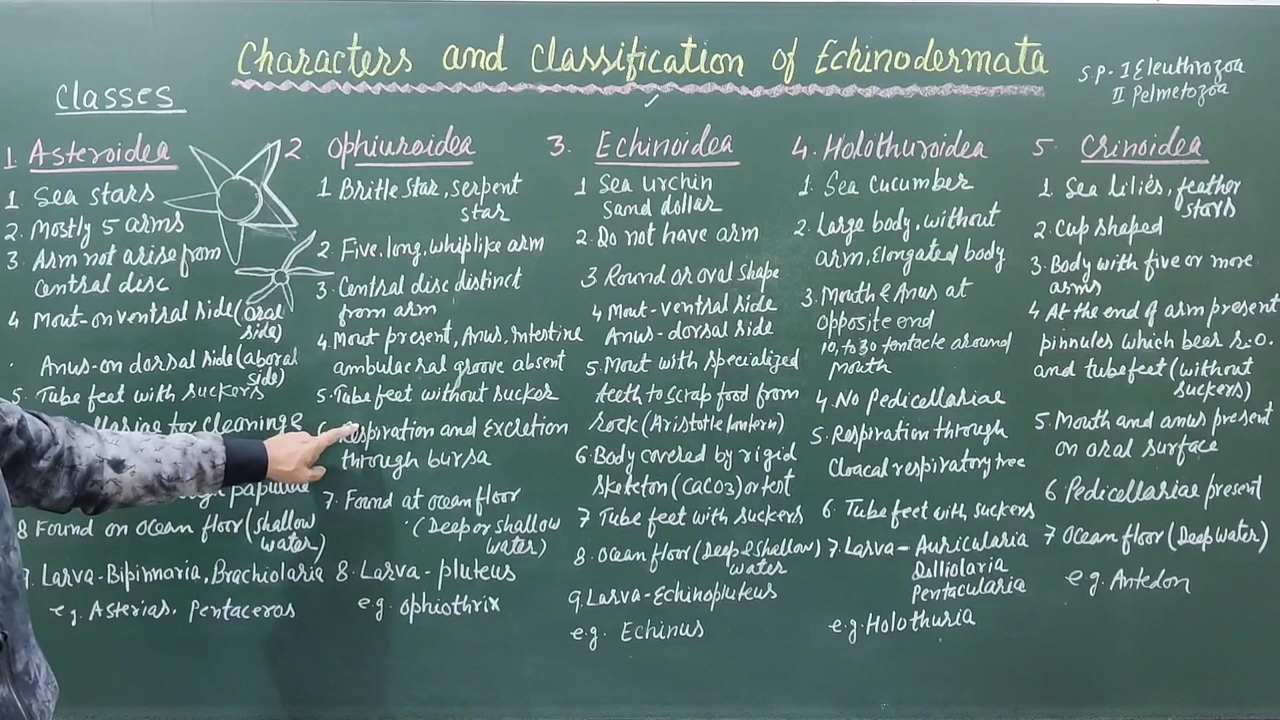 Characters and classification of Echinodermata
S.P- I Eleuthrozoa
II Pelmetozoa
Classes
1. Asteroidea
1 Sea stars
2. Mostly 5 arms
3 Arm not arise from
central disc
4 Mout-on ventral side (oral
side)
Anus-on dorsal side (aboral
side)
5. Tube feet with suckers
for cleaning
papulae
8 Found on ocean floor (shallow
water)
Larva-Bipinnaria, Brachiolaria
e.g. Asterias. Pentaceros
2. Ophiuroidea
1 Britle star, serpent
star
2. Five, long, whiplike arm
3. Central disc distinct
from arm
4. Mout present, Anus, intestine
ambulacral groove absent
5. Tube feet without sucker
Respiration and Excretion
through bursa
7. Found at ocean floor
(Deep or shallow
water)
8. Larva-pluteus
e.g. Ophiothrix
3. Echinoidea
1 Sea urchin
sand dollar
2. Do not have arm
3 Round or oval shape
4 Mout-ventral side
Anus-dorsal side
5. Mout with specialized
teeth to scrap food from
rock (Aristotle lantern)
6. Body covered by rigid
skeleton (CaCO3) or test
7 Tube feet with suckers
8. Ocean floor (Deep & shallow)
water
9. Larva-Echinopluteus
e.g. Echinus
4. Holothuroidea
1. Sea cucumber
2. Large body, without
arm, Elongated body
3. Mouth & Anus at
opposite end
10, to 30 tentacle around
mouth
4. No Pedicellariae
5. Respiration through
Cloacal respiratory tree
6. Tube feet with suckers
7. Larva- Auricularia
Dolliolaria
Pentacularia
e.g. Holothuria
5. Crinoidea
1. Sea lilies, feather
stars
2. Cup shaped
3. Body with five or more
arms
4 At the end of arm present
pinnules which bear r.o.
and tubefeet (without
suckers)
5. Mouth and anus present
on oral surface
6 Pedicellariae present
7 Ocean floor (Deep water)
e.g. Antedon